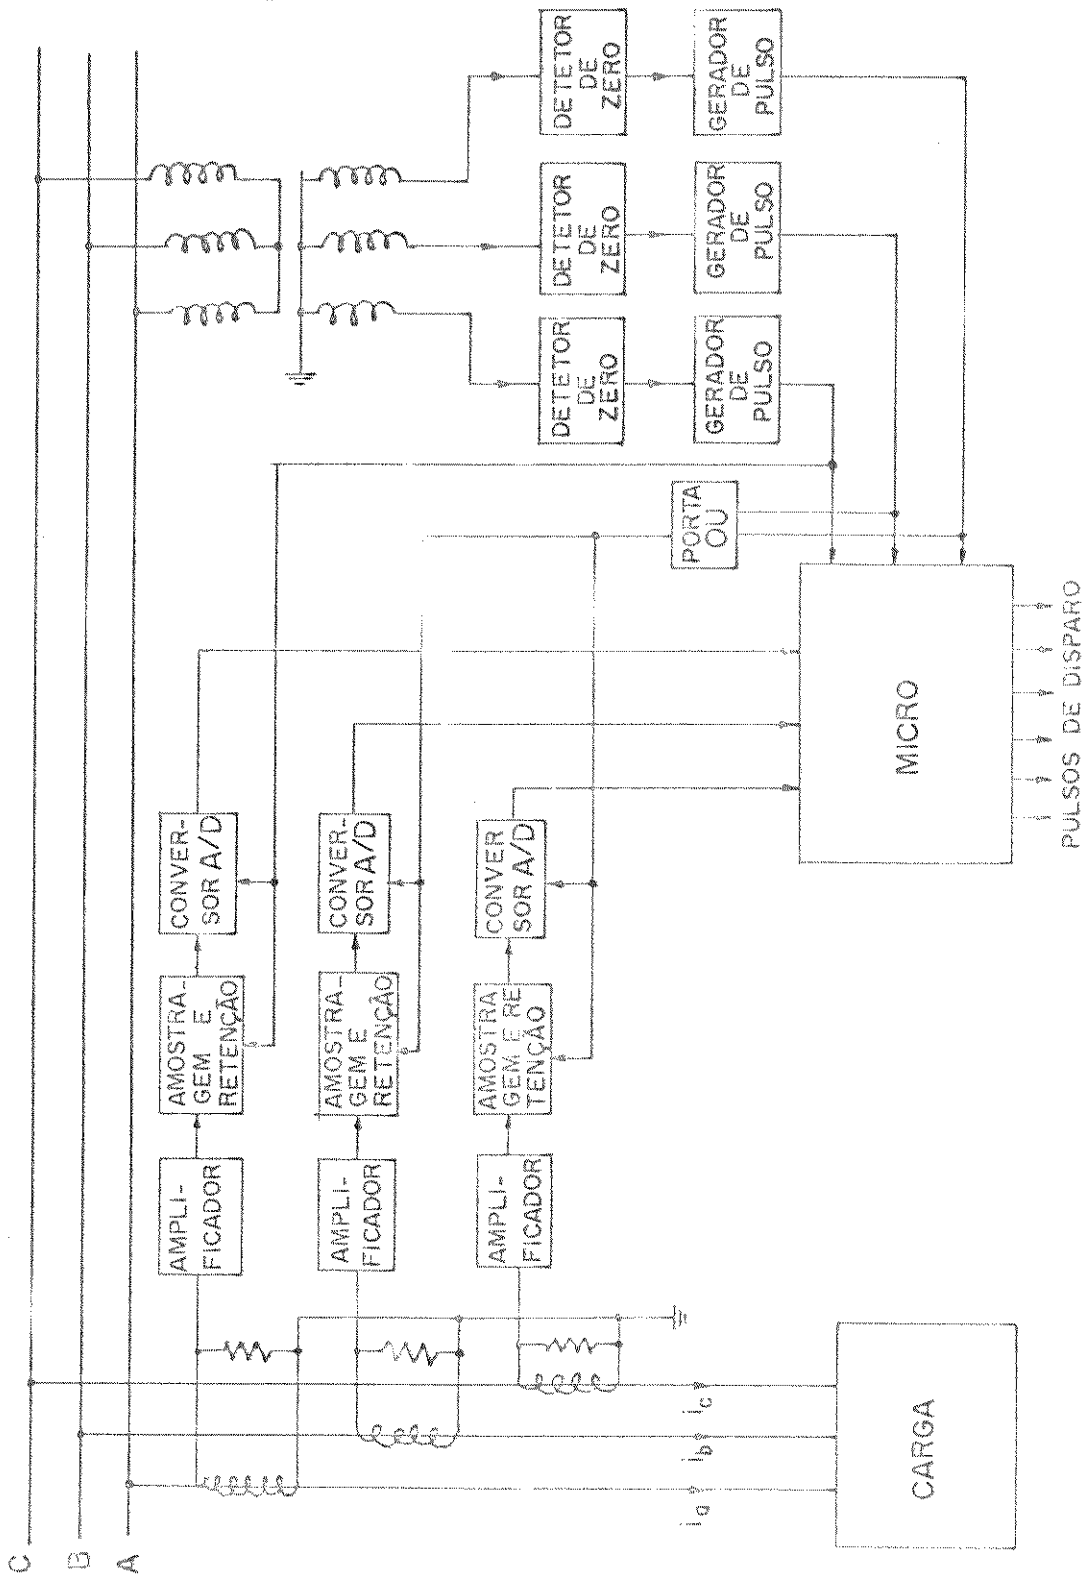 C
B
A
AMPLI-
FICADOR
AMOSTRA-
GEM E
RETENÇÃO
CONVER-
SOR A/D
AMPLI-
FICADOR
AMOSTRA-
GEM E
RETENÇÃO
CONVER-
SOR A/D
AMPLI-
FICADOR
AMOSTRA
GEM E RE
TENÇÃO
CONVER
SOR A/D
ia
ib
ic
CARGA
PORTA
OU
MICRO
PULSOS DE DISPARO
DETETOR
DE
ZERO
GERADOR
DE
PULSO
DETETOR
DE
ZERO
GERADOR
DE
PULSO
DETETOR
DE
ZERO
GERADOR
DE
PULSO